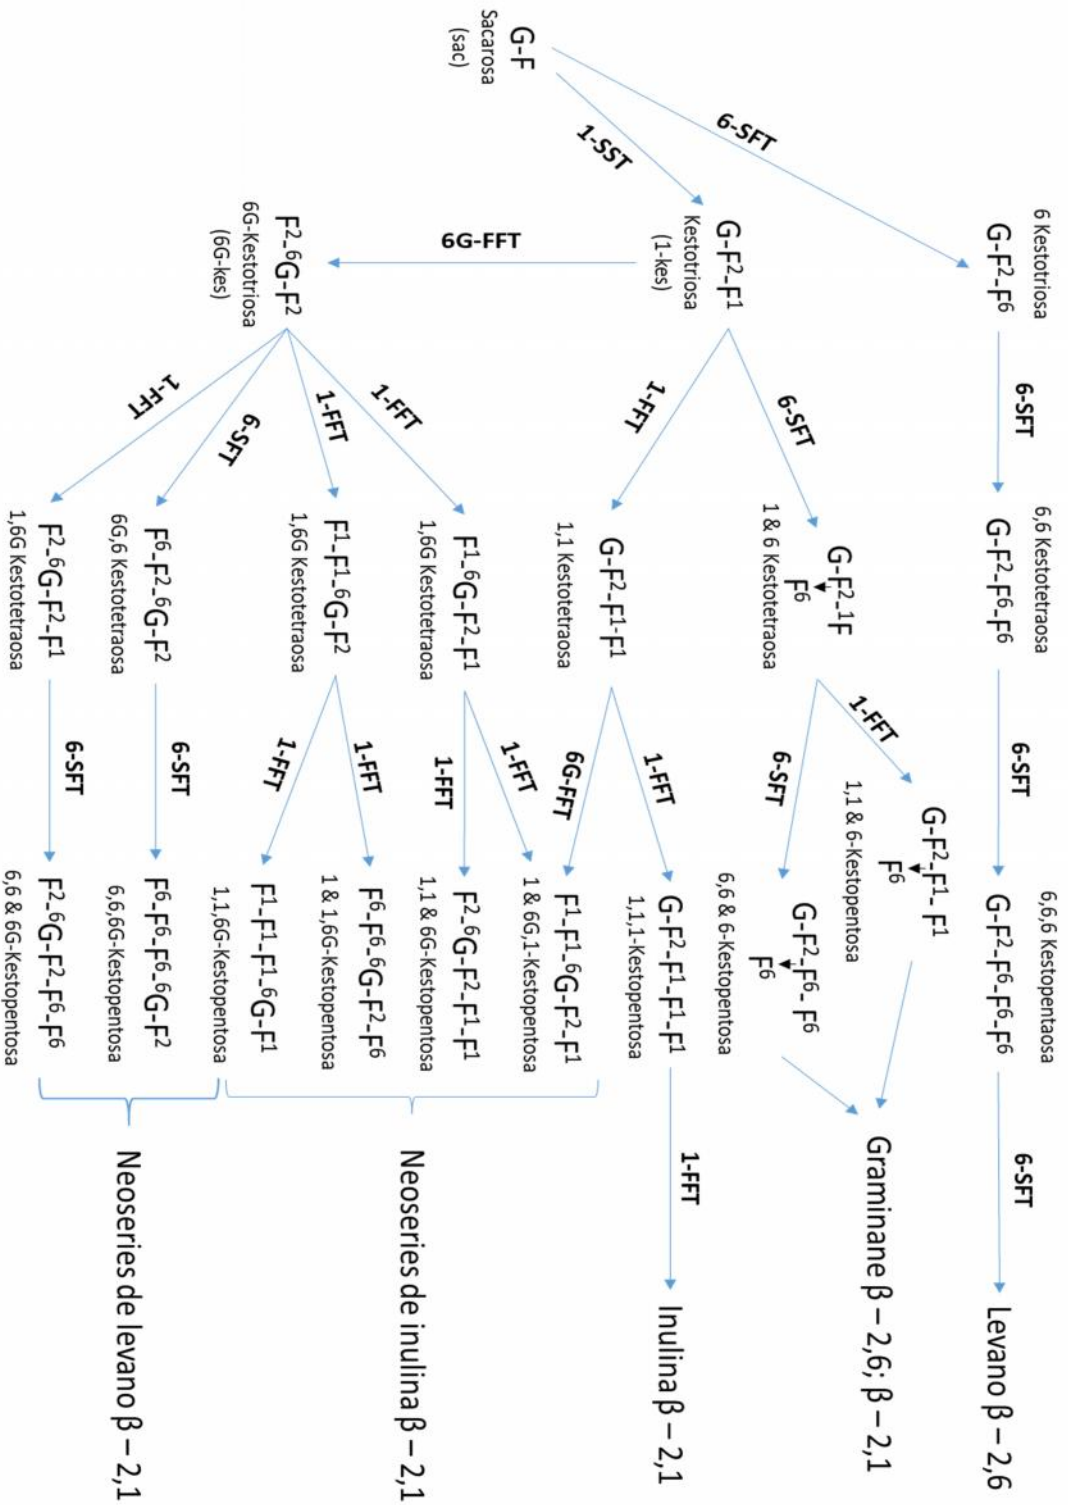 6 Kestotriosa
G-F²-F⁶
6-SFT
6,6 Kestotetraosa
G-F²-F⁶-F⁶
6-SFT
6,6,6 Kestopentaosa
G-F²-F⁶-F⁶-F⁶
6-SFT
Levano β – 2,6
6-SFT
G-F
Sacarosa
(sac)
1-SST
G-F²-F¹
Kestotriosa
(1-kes)
6-SFT
G-F²-¹F
F⁶
1 & 6 Kestotetraosa
1-FFT
G-F²-F¹- F¹
F⁶
1,1 & 6-Kestopentosa
6-SFT
G-F²-F⁶- F⁶
F⁶
6,6 & 6-Kestopentosa
Graminane β – 2,6; β – 2,1
1-FFT
G-F²-F¹-F¹
1,1 Kestotetraosa
1-FFT
G-F²-F¹-F¹-F¹
1,1,1-Kestopentosa
1-FFT
Inulina β – 2,1
6G-FFT
F¹-F¹-⁶G-F²-F¹
1 & 6G,1-Kestopentosa
6G-FFT
F²-⁶G-F²
6G-Kestotriosa
(6G-kes)
1-FFT
F¹-⁶G-F²-F¹
1,6G Kestotetraosa
1-FFT
1-FFT
F²-⁶G-F²-F¹-F¹
1,1 & 6G-Kestopentosa
1-FFT
F¹-F¹-⁶G-F²
1,6G Kestotetraosa
1-FFT
F⁶-F⁶-⁶G-F²-F⁶
1 & 1,6G-Kestopentosa
1-FFT
F¹-F¹-F¹-⁶G-F¹
1,1,6G-Kestopentosa
Neoseries de inulina β – 2,1
6-SFT
F⁶-F²-⁶G-F²
6G,6 Kestotetraosa
6-SFT
F⁶-F⁶-F⁶-⁶G-F²
6,6,6G-Kestopentosa
1-FFT
F²-⁶G-F²-F¹
1,6G Kestotetraosa
6-SFT
F²-⁶G-F²-F⁶-F⁶
6,6 & 6G-Kestopentosa
Neoseries de levano β – 2,1